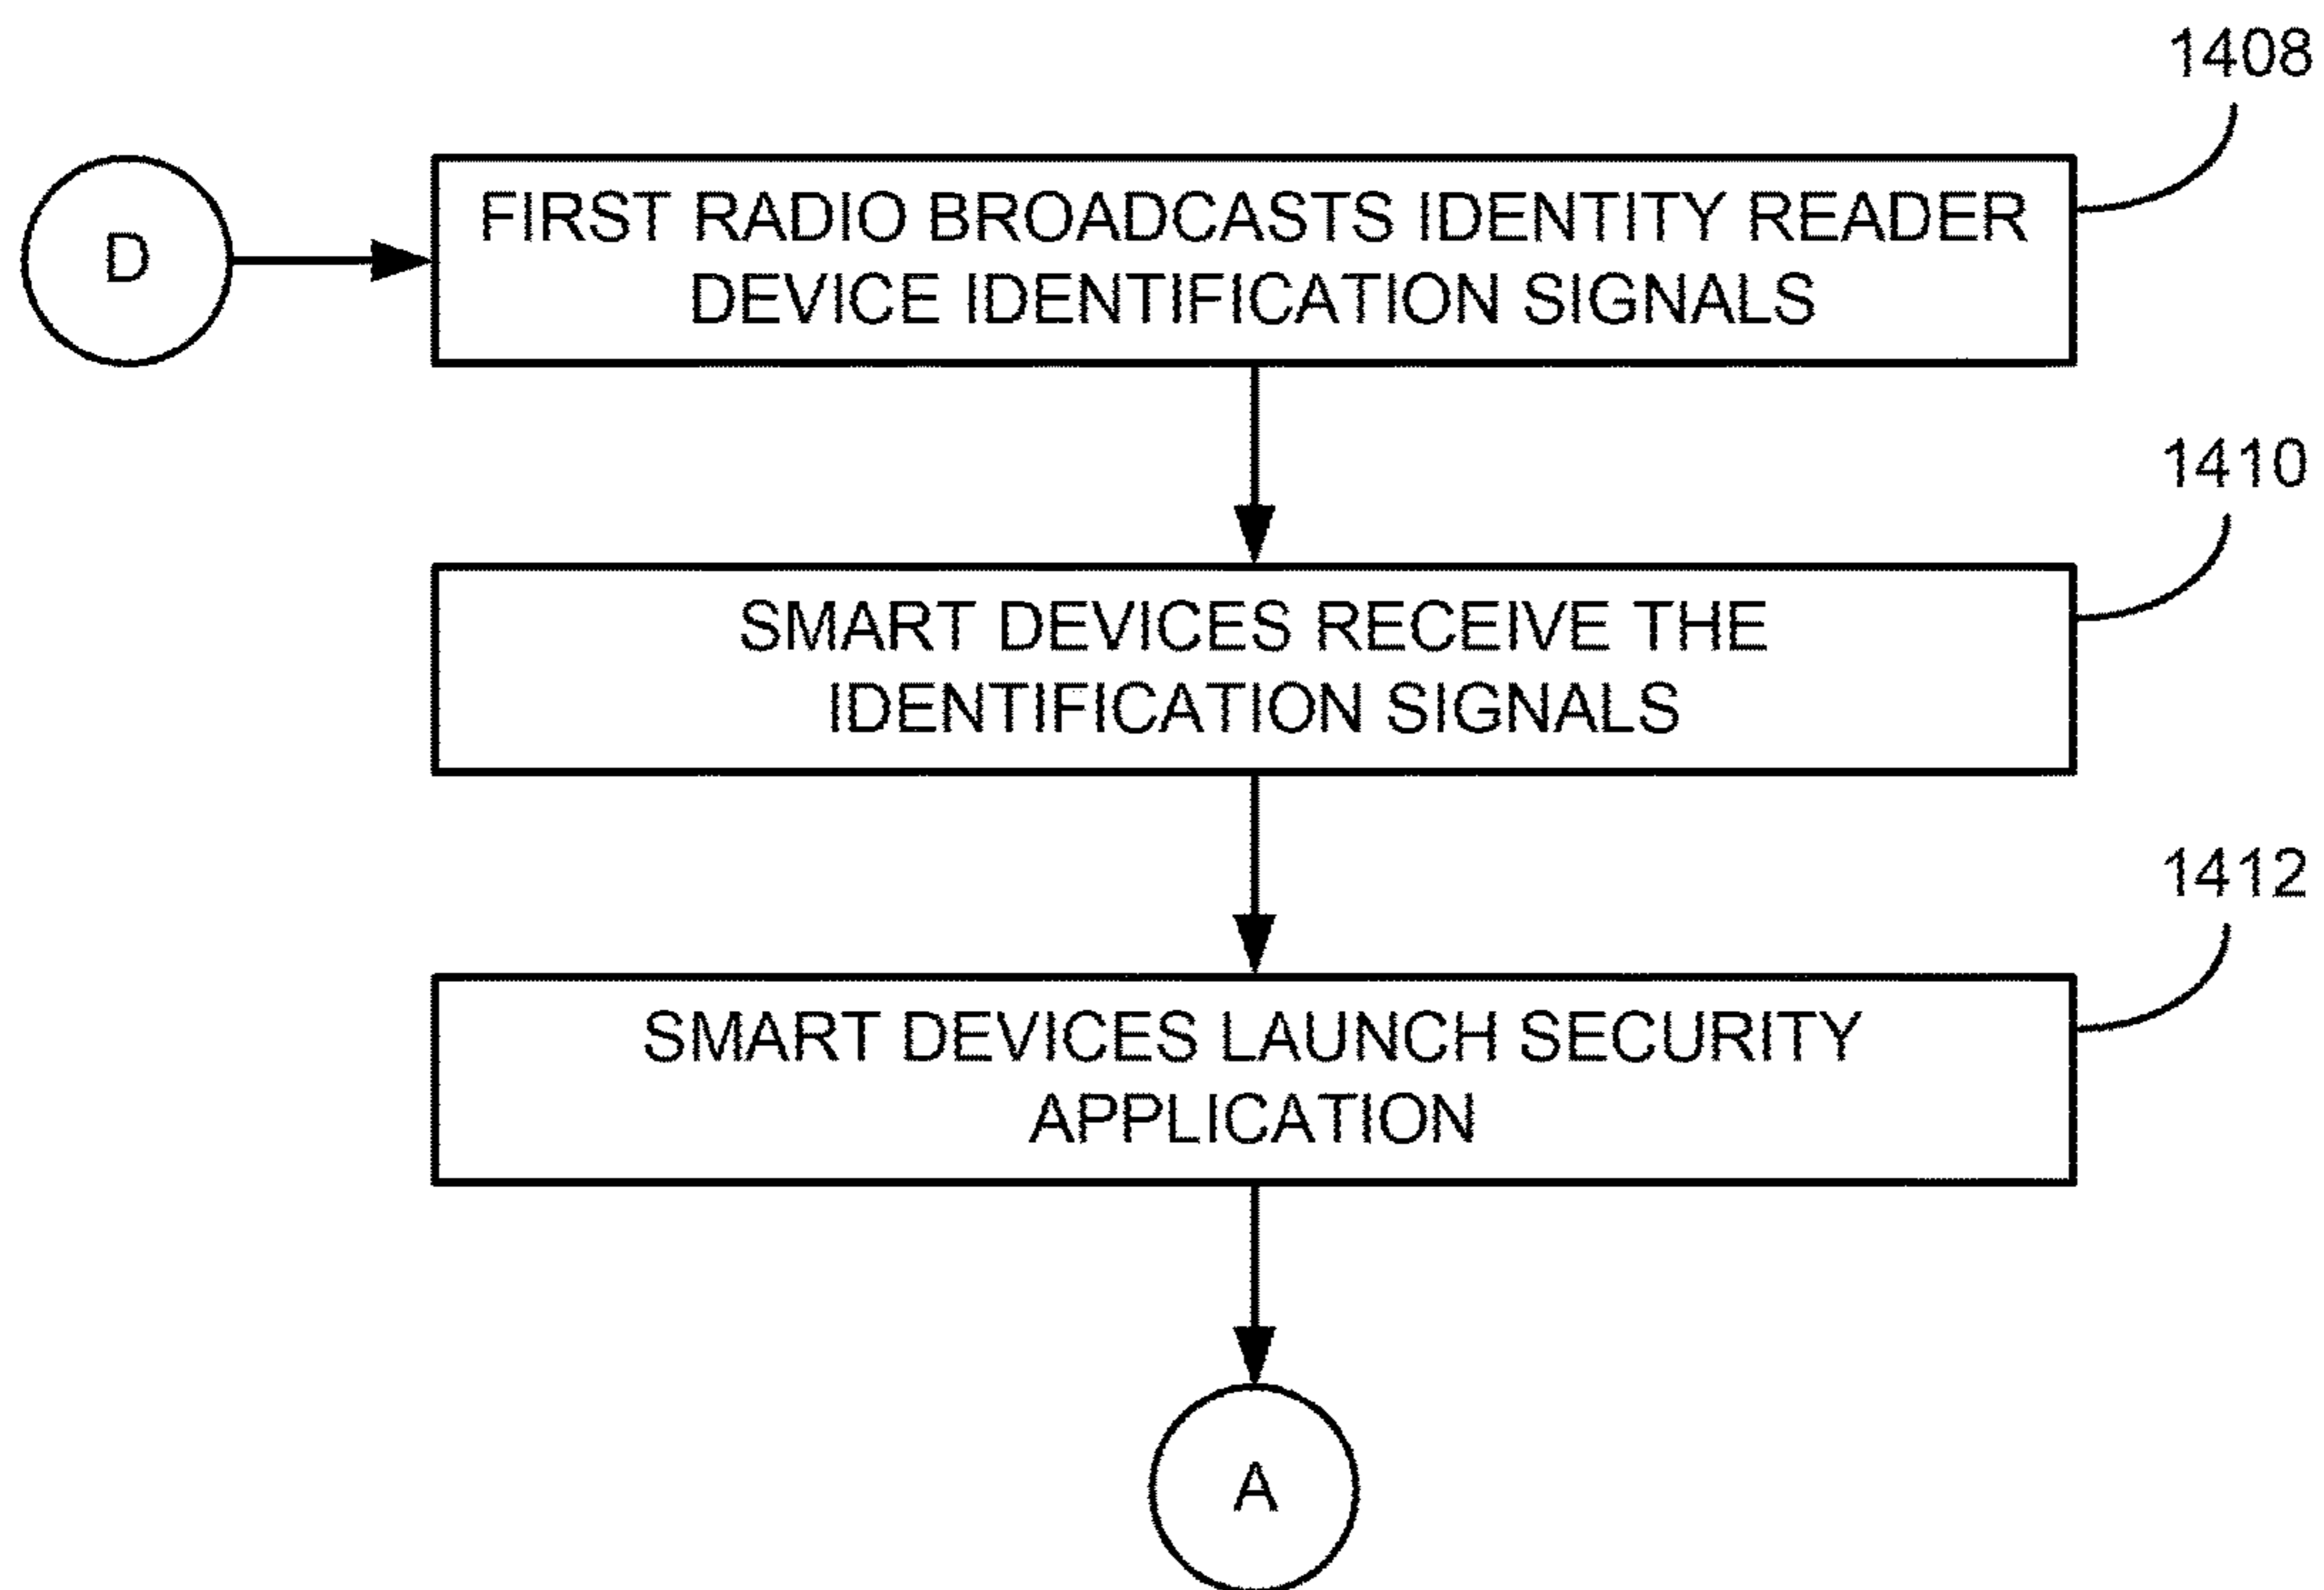 1408
D
FIRST RADIO BROADCASTS IDENTITY READER
DEVICE IDENTIFICATION SIGNALS
1410
SMART DEVICES RECEIVE THE
IDENTIFICATION SIGNALS
1412
SMART DEVICES LAUNCH SECURITY
APPLICATION
A